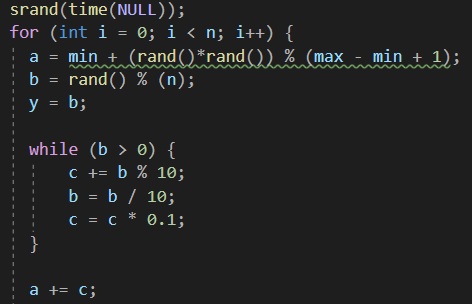 srand(time(NULL));
for (int i = 0; i < n; i++) {
a = min + (rand()*rand()) % (max - min + 1);
b = rand() % (n);
y = b;
while (b > 0) {
c += b % 10;
b = b / 10;
c = c * 0.1;
}
a += c;